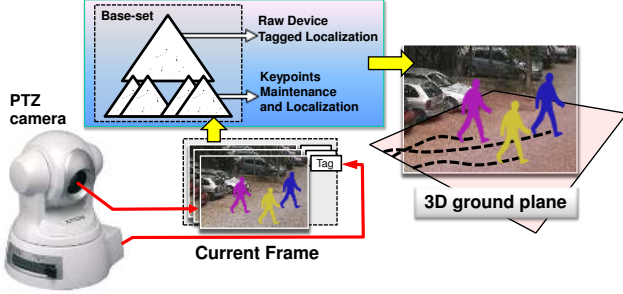 Base-set
Raw Device
Tagged Localization
Keypoints
Maintenance
and Localization
PTZ
camera
Tag
Current Frame
3D ground plane